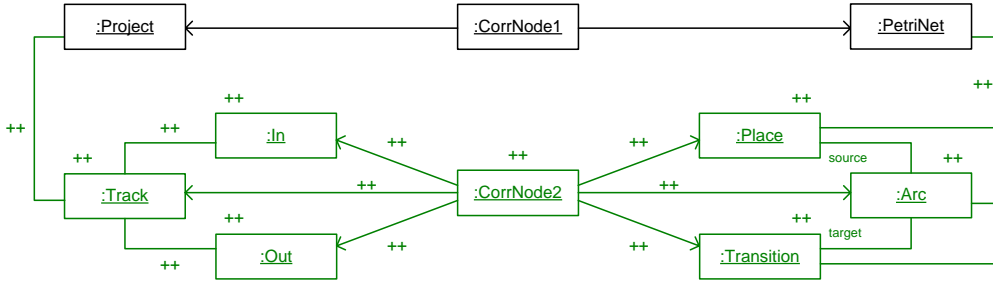 :Project :CorrNode1 :PetriNet
++
++ ++
++ ++ ++ ++
:In :Place
++ ++ source ++
:Track ++ :CorrNode2 ++ :Arc
++ ++ target
++ ++
:Out :Transition
++